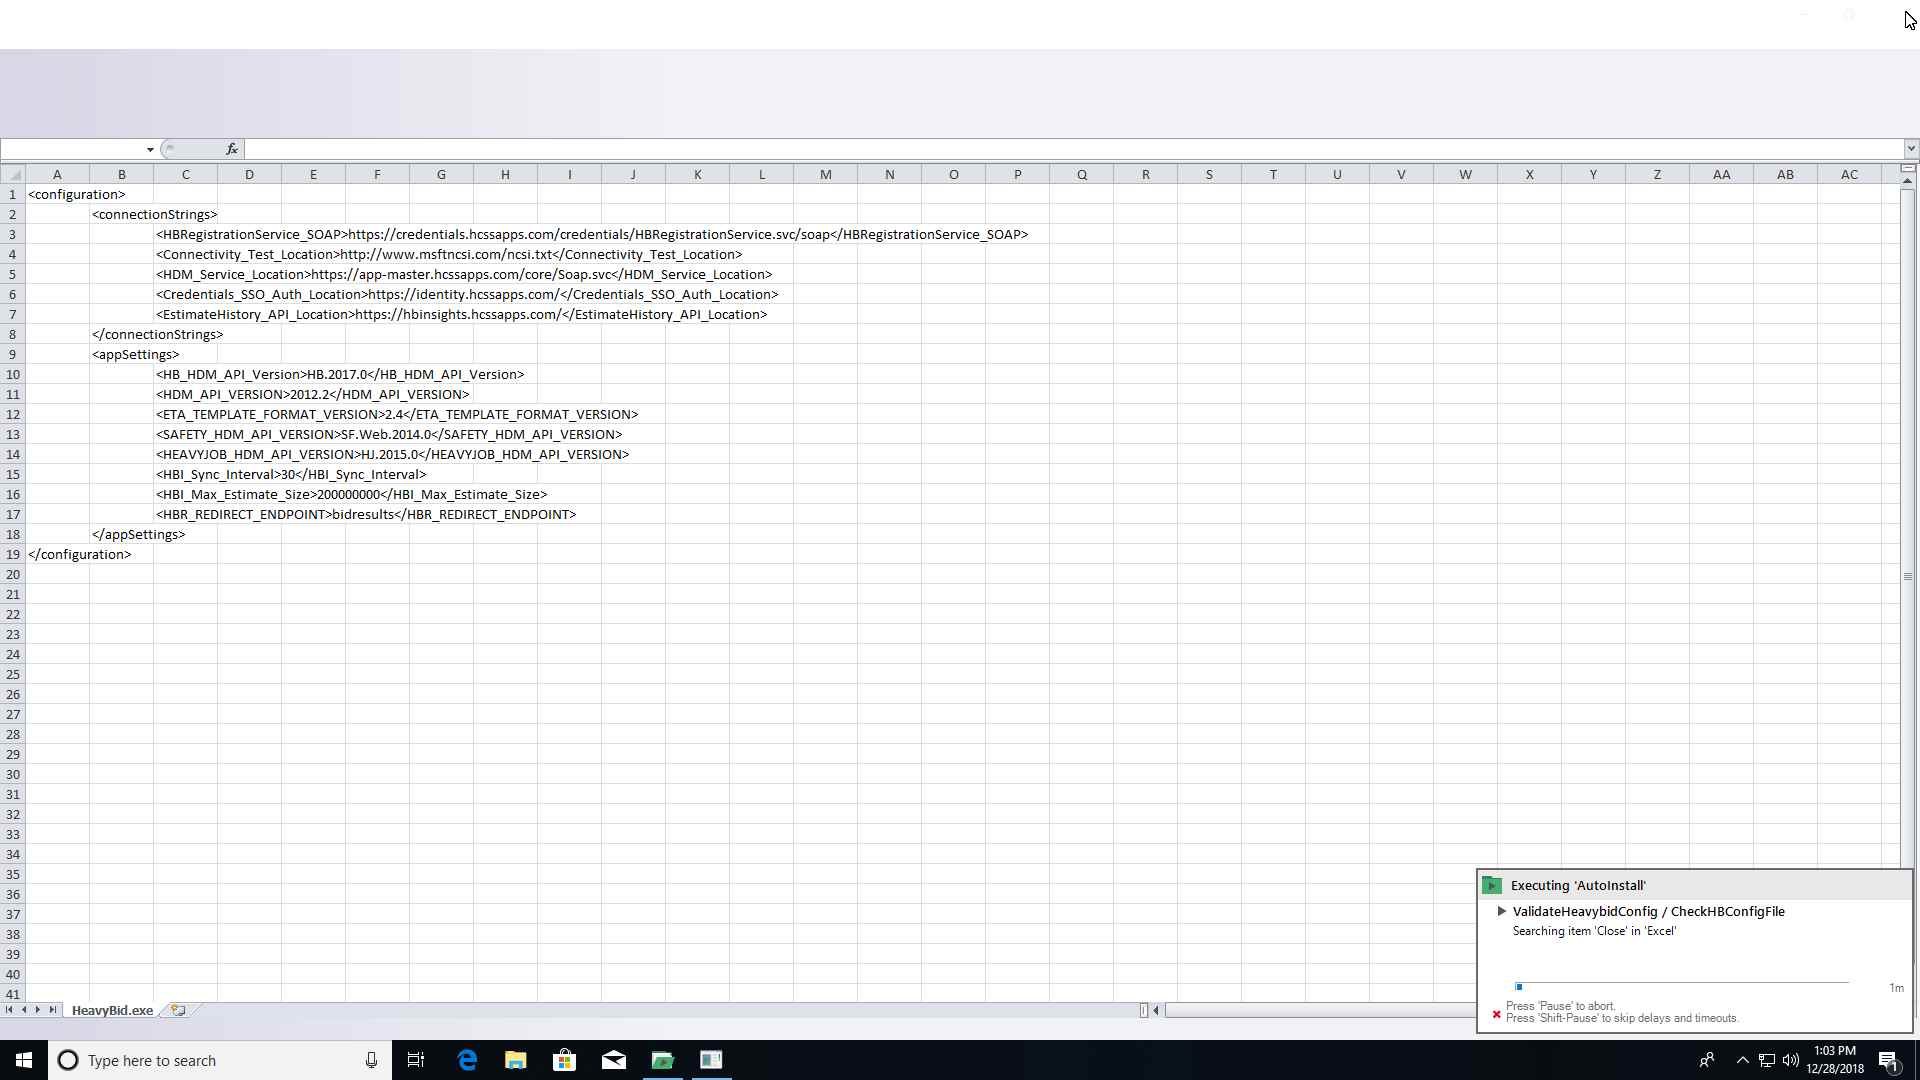 fx
A B C D E F G H I J K L M N O P Q R S T U V W X Y Z AA AB AC
1 <configuration>
2 <connectionStrings>
3 <HBRegistrationService_SOAP>https://credentials.hcssapps.com/credentials/HBRegistrationService.svc/soap</HBRegistrationService_SOAP>
4 <Connectivity_Test_Location>http://www.msftncsi.com/ncsi.txt</Connectivity_Test_Location>
5 <HDM_Service_Location>https://app-master.hcssapps.com/core/Soap.svc</HDM_Service_Location>
6 <Credentials_SSO_Auth_Location>https://identity.hcssapps.com/</Credentials_SSO_Auth_Location>
7 <EstimateHistory_API_Location>https://hbinsights.hcssapps.com/</EstimateHistory_API_Location>
8 </connectionStrings>
9 <appSettings>
10 <HB_HDM_API_Version>HB.2017.0</HB_HDM_API_Version>
11 <HDM_API_VERSION>2012.2</HDM_API_VERSION>
12 <ETA_TEMPLATE_FORMAT_VERSION>2.4</ETA_TEMPLATE_FORMAT_VERSION>
13 <SAFETY_HDM_API_VERSION>SF.Web.2014.0</SAFETY_HDM_API_VERSION>
14 <HEAVYJOB_HDM_API_VERSION>HJ.2015.0</HEAVYJOB_HDM_API_VERSION>
15 <HBI_Sync_Interval>30</HBI_Sync_Interval>
16 <HBI_Max_Estimate_Size>200000000</HBI_Max_Estimate_Size>
17 <HBR_REDIRECT_ENDPOINT>bidresults</HBR_REDIRECT_ENDPOINT>
18 </appSettings>
19 </configuration>
20
21
22
23
24
25
26
27
28
29
30
31
32
33
34
35
36
37
38
39
40
41
HeavyBid.exe
Executing 'AutoInstall'
ValidateHeavybidConfig / CheckHBConfigFile
Searching item 'Close' in 'Excel'
1m
Press 'Pause' to abort.
Press 'Shift-Pause' to skip delays and timeouts.
Type here to search
1:03 PM
12/28/2018
1